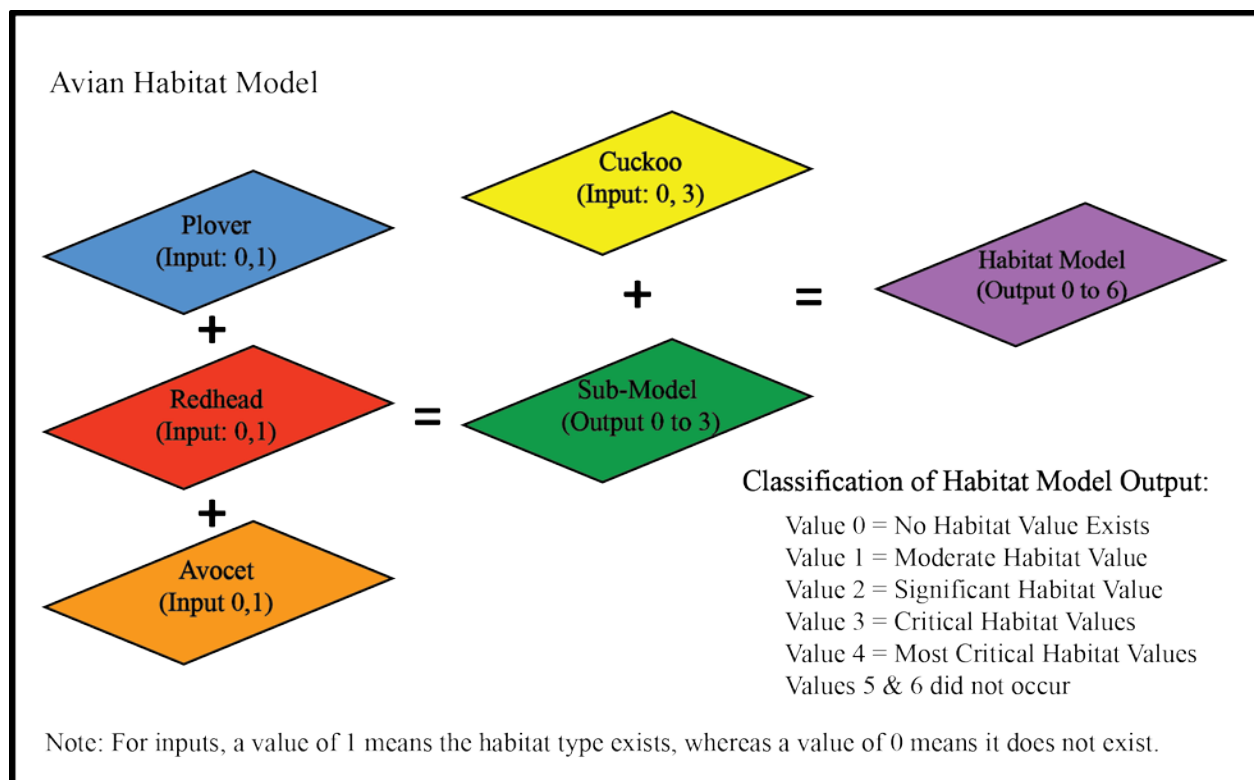 Avian Habitat Model
Plover
(Input: 0,1)
+
Redhead
(Input: 0,1)
+
Avocet
(Input 0,1)
=
Cuckoo
(Input: 0, 3)
+
Sub-Model
(Output 0 to 3)
=
Habitat Model
(Output 0 to 6)
Classification of Habitat Model Output:
Value 0 = No Habitat Value Exists
Value 1 = Moderate Habitat Value
Value 2 = Significant Habitat Value
Value 3 = Critical Habitat Values
Value 4 = Most Critical Habitat Values
Values 5 & 6 did not occur
Note: For inputs, a value of 1 means the habitat type exists, whereas a value of 0 means it does not exist.